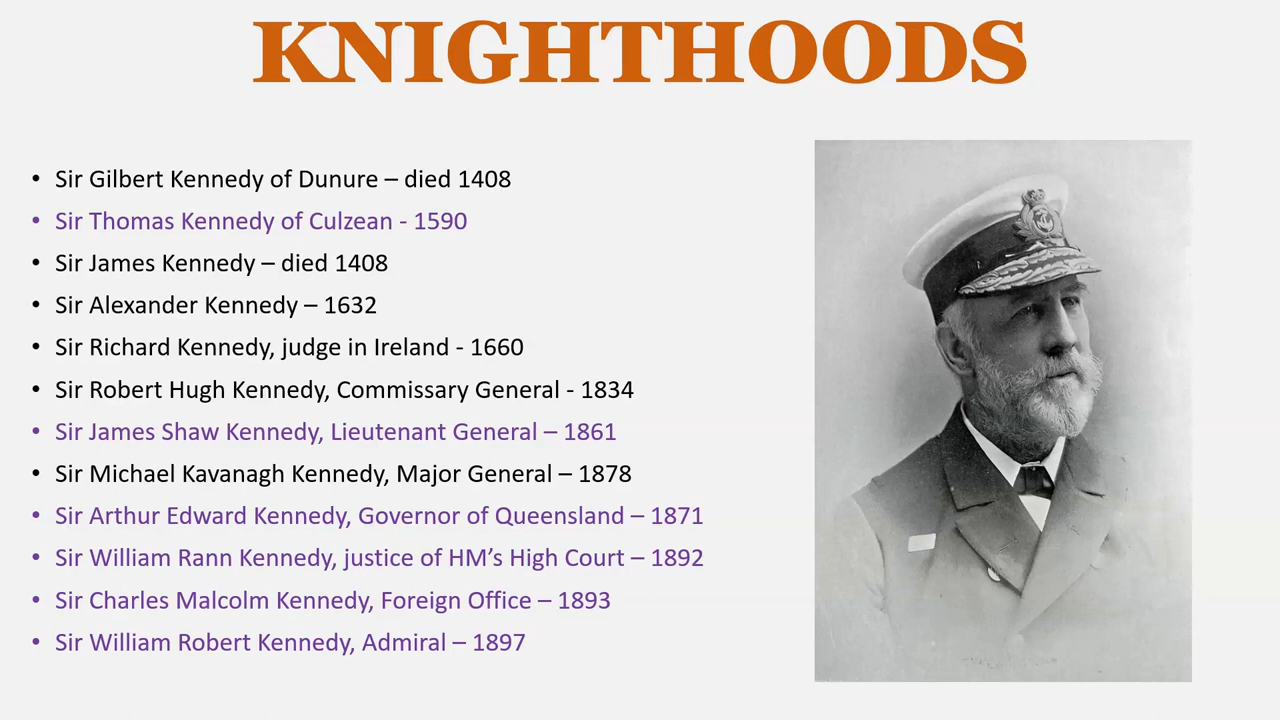 KNIGHTHOODS
• Sir Gilbert Kennedy of Dunure – died 1408
• Sir Thomas Kennedy of Culzean - 1590
• Sir James Kennedy – died 1408
• Sir Alexander Kennedy – 1632
• Sir Richard Kennedy, judge in Ireland - 1660
• Sir Robert Hugh Kennedy, Commissary General - 1834
• Sir James Shaw Kennedy, Lieutenant General – 1861
• Sir Michael Kavanagh Kennedy, Major General – 1878
• Sir Arthur Edward Kennedy, Governor of Queensland – 1871
• Sir William Rann Kennedy, justice of HM’s High Court – 1892
• Sir Charles Malcolm Kennedy, Foreign Office – 1893
• Sir William Robert Kennedy, Admiral – 1897